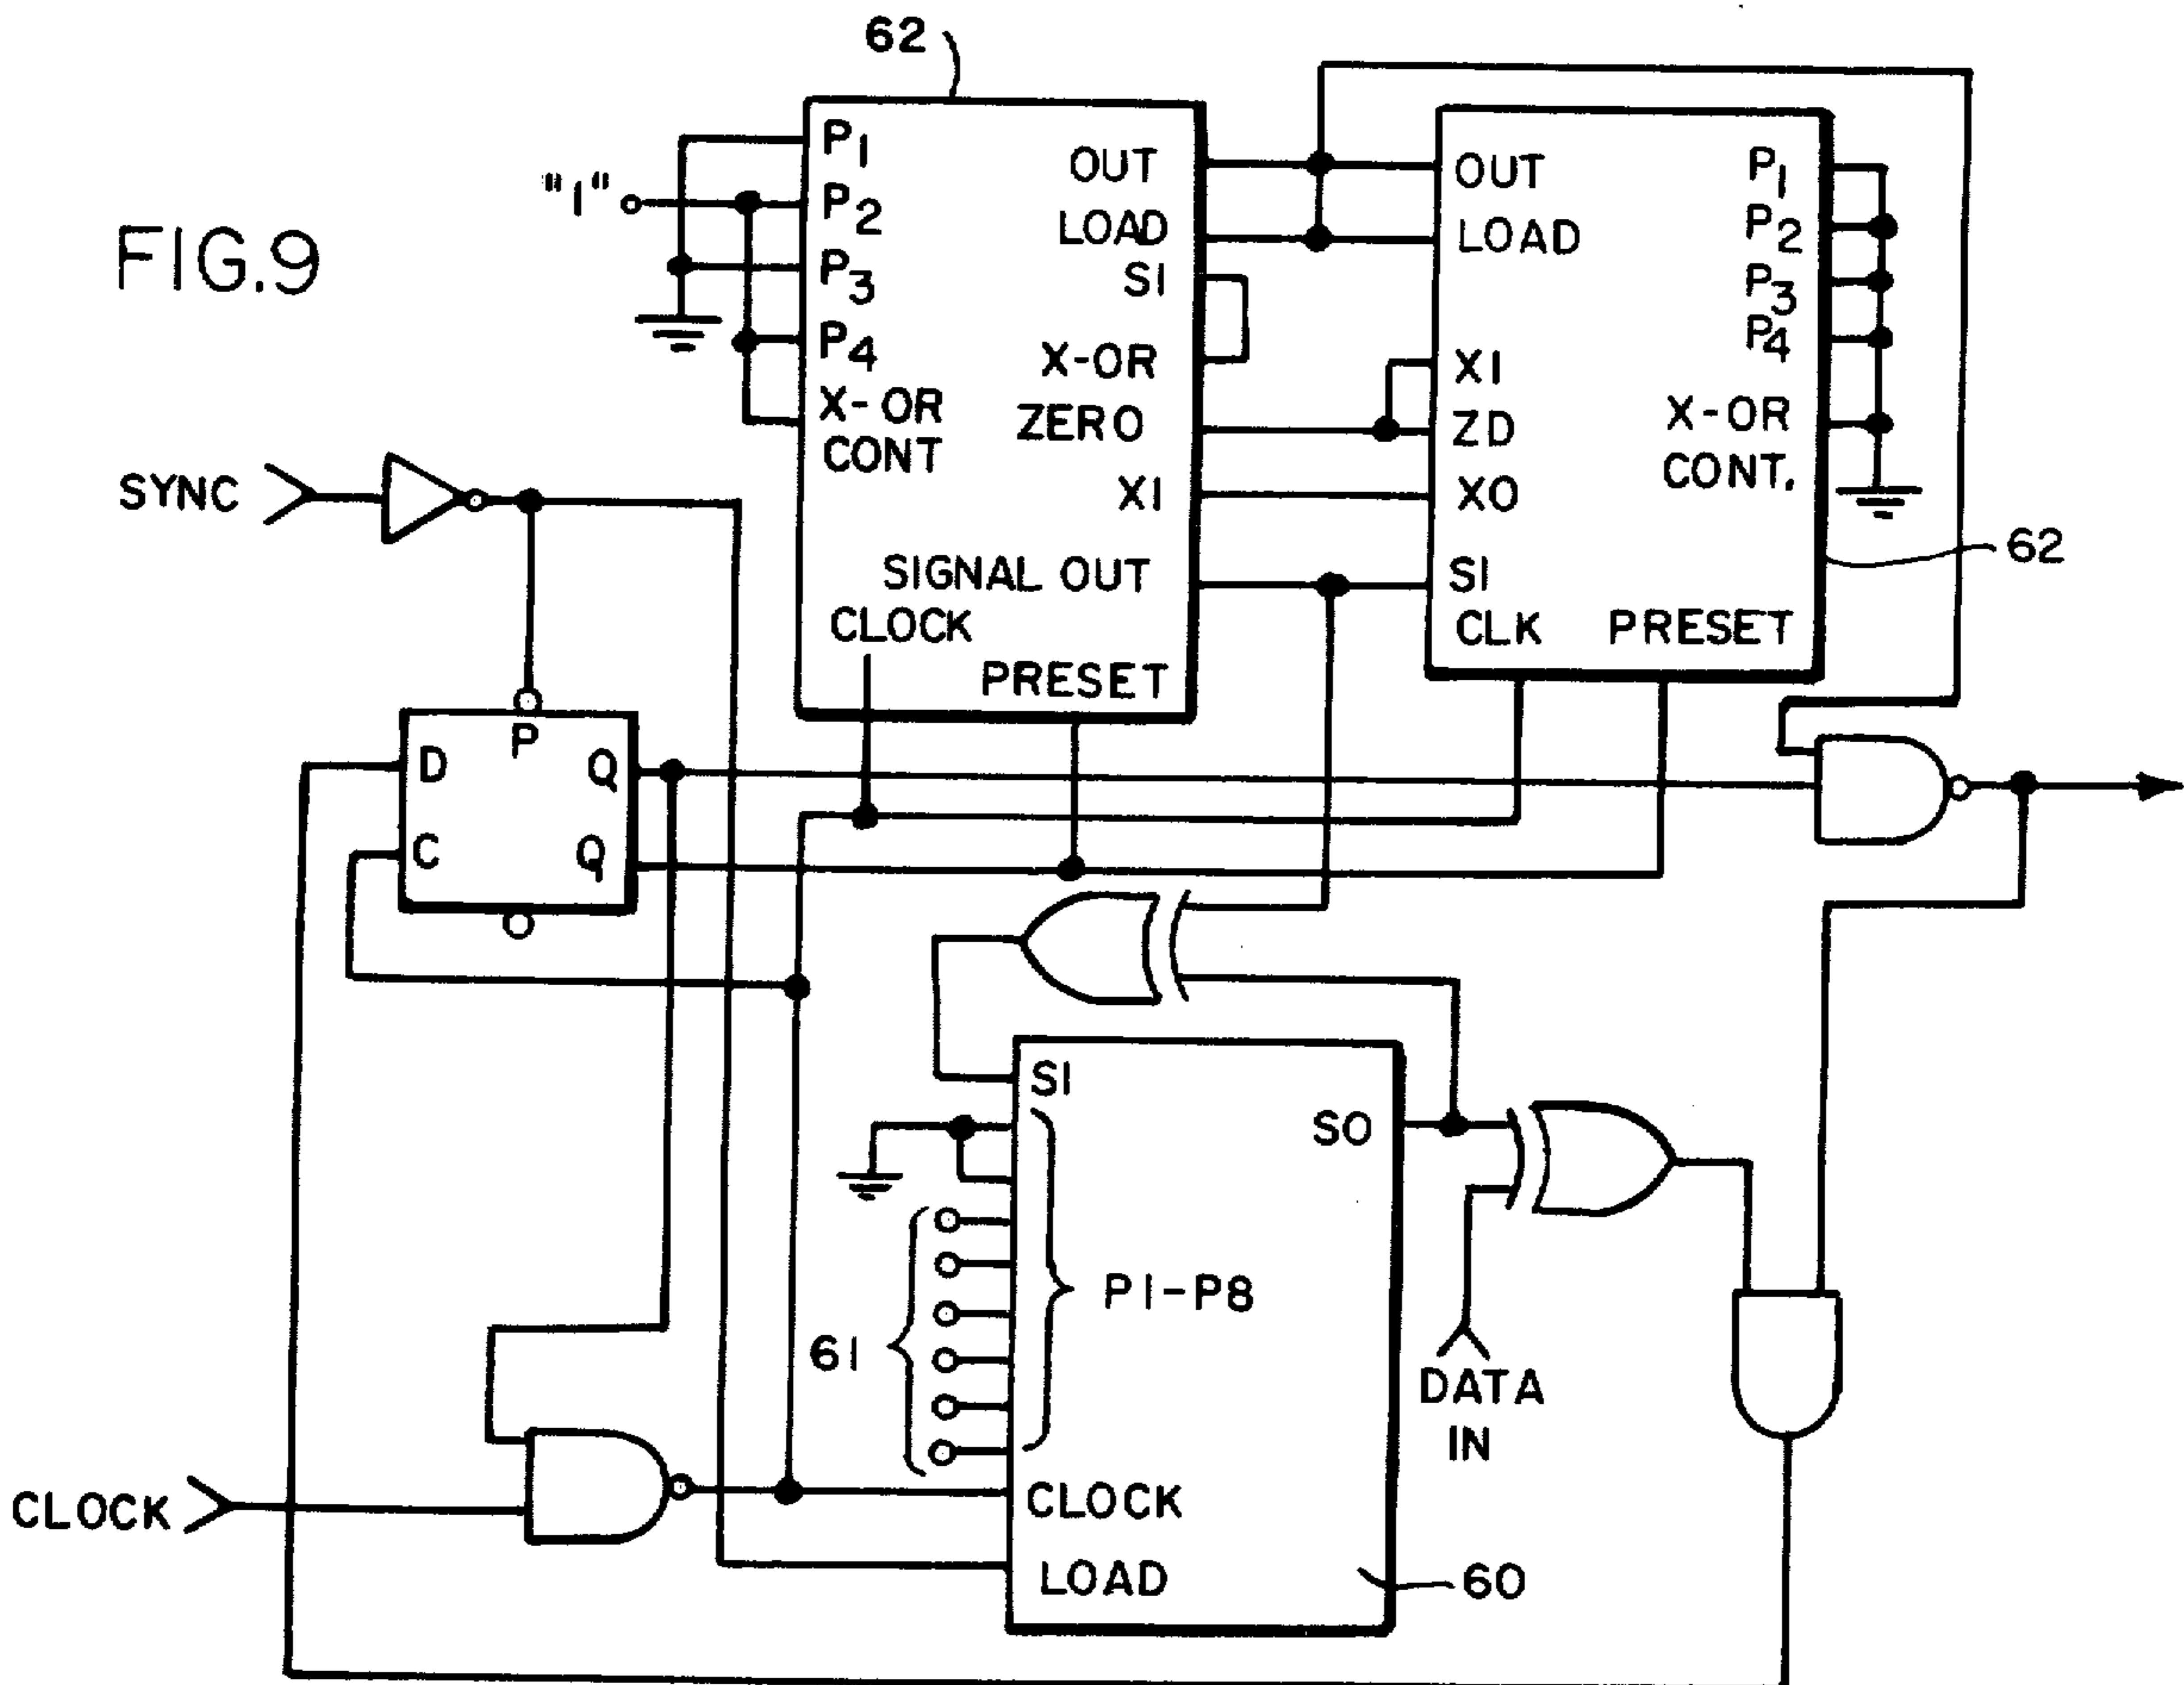 FIG.9
62
"1"
P1
P2
P3
P4
X-OR
CONT
OUT
LOAD
SI
X-OR
ZERO
XI
SIGNAL OUT
CLOCK
PRESET
OUT
LOAD
XI
ZD
XO
SI
CLK
PRESET
P1
P2
P3
P4
X-OR
CONT.
62
SYNC
P
D
Q
C
Q
SI
SO
P1-P8
61
CLOCK
LOAD
60
DATA
IN
CLOCK